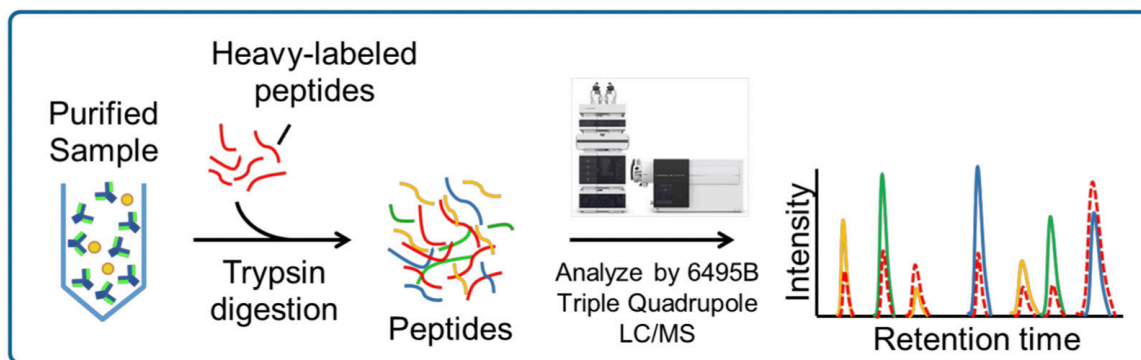 Heavy-labeled
peptides
Purified
Sample
Trypsin
digestion
Peptides
Analyze by 6495B
Triple Quadrupole
LC/MS
Intensity
Retention time